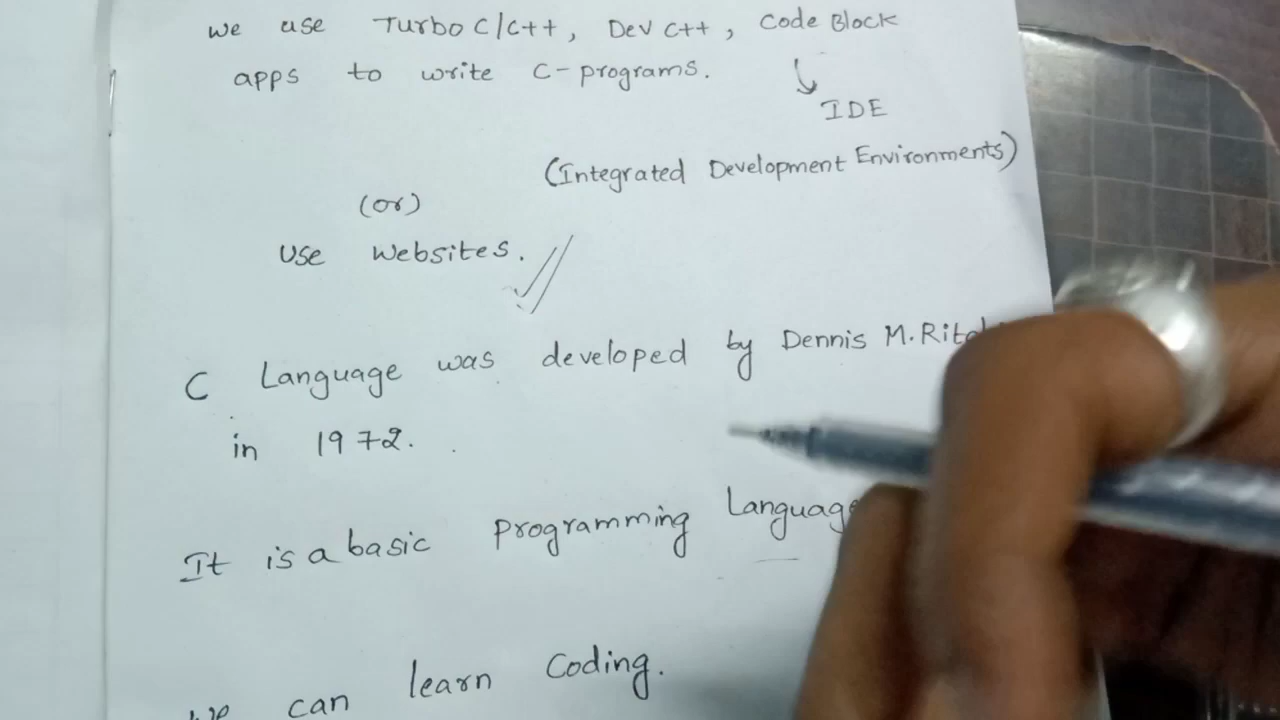 we use Turbo C/C++, Dev C++, Code Block
apps to write C-programs.
IDE
(Integrated Development Environments)
(or)
Use Websites.
C Language was developed by Dennis M.
in 1972.
It is a basic programming
We can learn Coding.